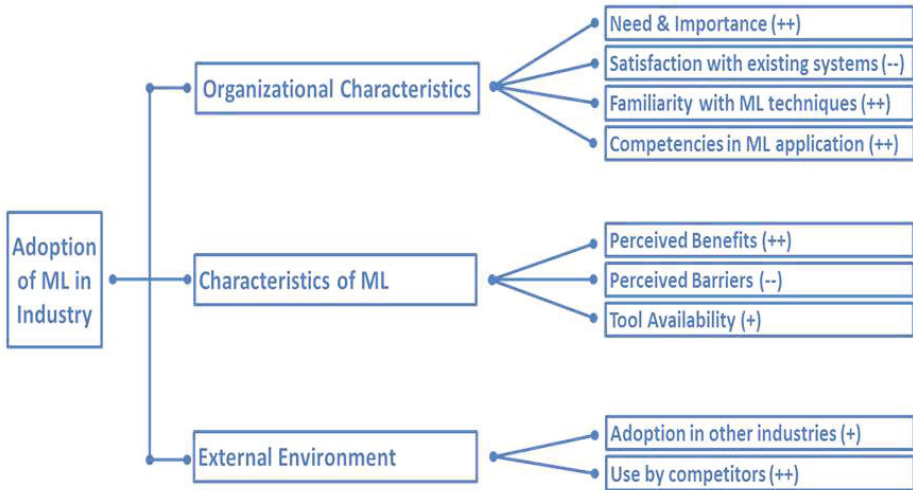 Adoption
of ML in
Industry
Organizational Characteristics
Need & Importance (++)
Satisfaction with existing systems (--)
Familiarity with ML techniques (++)
Competencies in ML application (++)
Characteristics of ML
Perceived Benefits (++)
Perceived Barriers (--)
Tool Availability (+)
External Environment
Adoption in other industries (+)
Use by competitors (++)